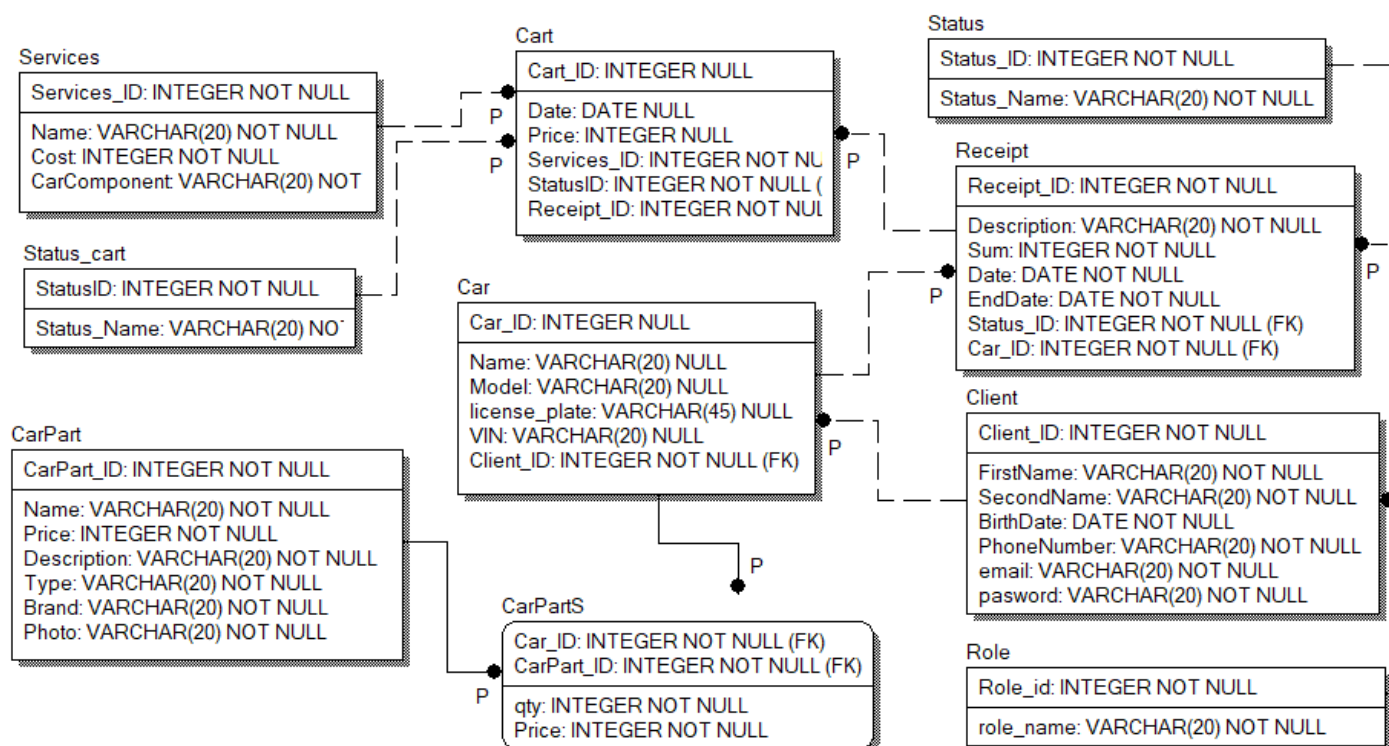 Services
Services_ID: INTEGER NOT NULL
Name: VARCHAR(20) NOT NULL
Cost: INTEGER NOT NULL
CarComponent: VARCHAR(20) NOT
Status_cart
StatusID: INTEGER NOT NULL
Status_Name: VARCHAR(20) NOT
Cart
Cart_ID: INTEGER NULL
Date: DATE NULL
Price: INTEGER NULL
Services_ID: INTEGER NOT NU
StatusID: INTEGER NOT NULL (
Receipt_ID: INTEGER NOT NUL
P
P
P
Status
Status_ID: INTEGER NOT NULL
Status_Name: VARCHAR(20) NOT NULL
Receipt
Receipt_ID: INTEGER NOT NULL
Description: VARCHAR(20) NOT NULL
Sum: INTEGER NOT NULL
Date: DATE NOT NULL
EndDate: DATE NOT NULL
Status_ID: INTEGER NOT NULL (FK)
Car_ID: INTEGER NOT NULL (FK)
P
P
Car
Car_ID: INTEGER NULL
Name: VARCHAR(20) NULL
Model: VARCHAR(20) NULL
license_plate: VARCHAR(45) NULL
VIN: VARCHAR(20) NULL
Client_ID: INTEGER NOT NULL (FK)
P
Client
Client_ID: INTEGER NOT NULL
FirstName: VARCHAR(20) NOT NULL
SecondName: VARCHAR(20) NOT NULL
BirthDate: DATE NOT NULL
PhoneNumber: VARCHAR(20) NOT NULL
email: VARCHAR(20) NOT NULL
pasword: VARCHAR(20) NOT NULL
CarPart
CarPart_ID: INTEGER NOT NULL
Name: VARCHAR(20) NOT NULL
Price: INTEGER NOT NULL
Description: VARCHAR(20) NOT NULL
Type: VARCHAR(20) NOT NULL
Brand: VARCHAR(20) NOT NULL
Photo: VARCHAR(20) NOT NULL
P
P
CarPartS
Car_ID: INTEGER NOT NULL (FK)
CarPart_ID: INTEGER NOT NULL (FK)
qty: INTEGER NOT NULL
Price: INTEGER NOT NULL
Role
Role_id: INTEGER NOT NULL
role_name: VARCHAR(20) NOT NULL